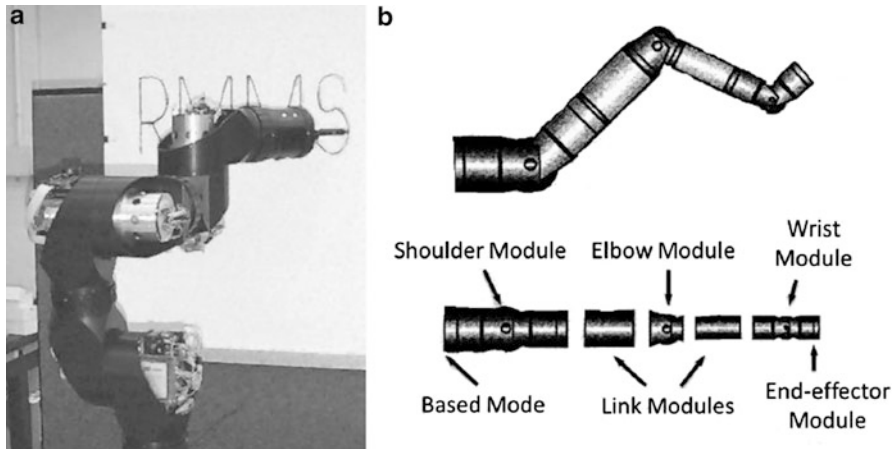 a
b
RMMS
Shoulder Module
Elbow Module
Wrist
Module
Based Mode
Link Modules
End-effector
Module